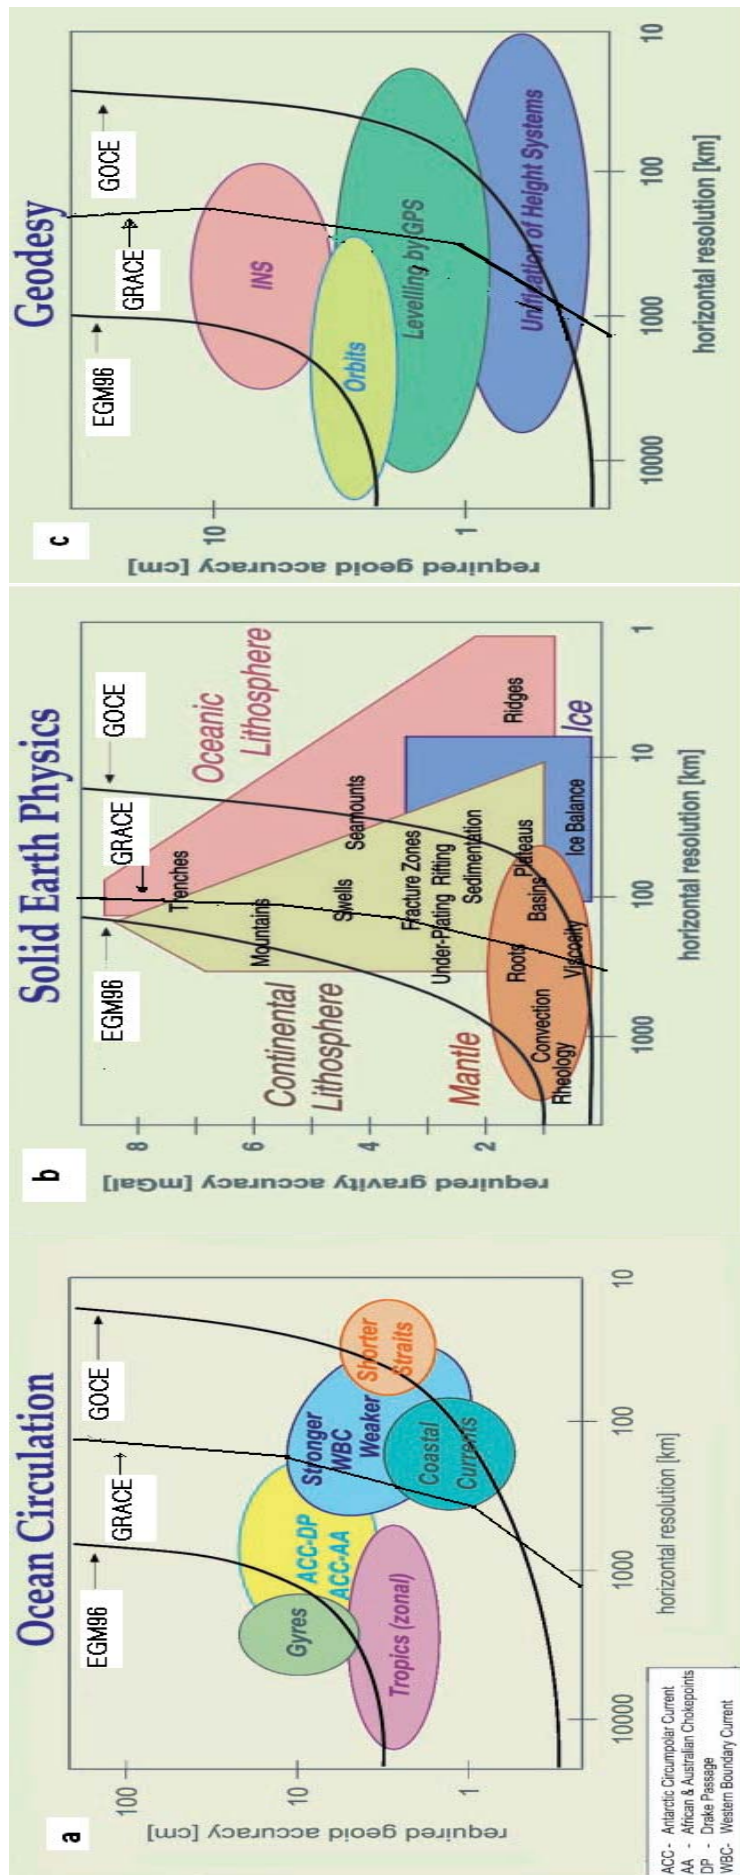 Ocean Circulation
a
EGM96
GRACE
GOCE
required geoid accuracy [cm]
100
10
1
Gyres
ACC-DP
ACC-AA
Tropics (zonal)
Stronger
WBC
Weaker
Coastal
Currents
Shorter
Straits
10000
1000
100
10
horizontal resolution [km]
ACC - Antarctic Circumpolar Current
AA - African & Australian Chokepoints
DP - Drake Passage
WBC- Western Boundary Current
Solid Earth Physics
b
EGM96
GRACE
GOCE
required gravity accuracy [mGal]
8
6
4
2
Continental
Lithosphere
Oceanic
Lithosphere
Mantle
Ice
Trenches
Mountains
Swells
Seamounts
Fracture Zones
Under-Plating Rifting
Sedimentation
Roots
Basins
Plateaus
Ridges
Convection
Rheology
Viscosity
Ice Balance
1000
100
10
1
horizontal resolution [km]
Geodesy
c
EGM96
GRACE
GOCE
required geoid accuracy [cm]
10
1
INS
Orbits
Levelling by GPS
Unification of Height Systems
10000
1000
100
10
horizontal resolution [km]